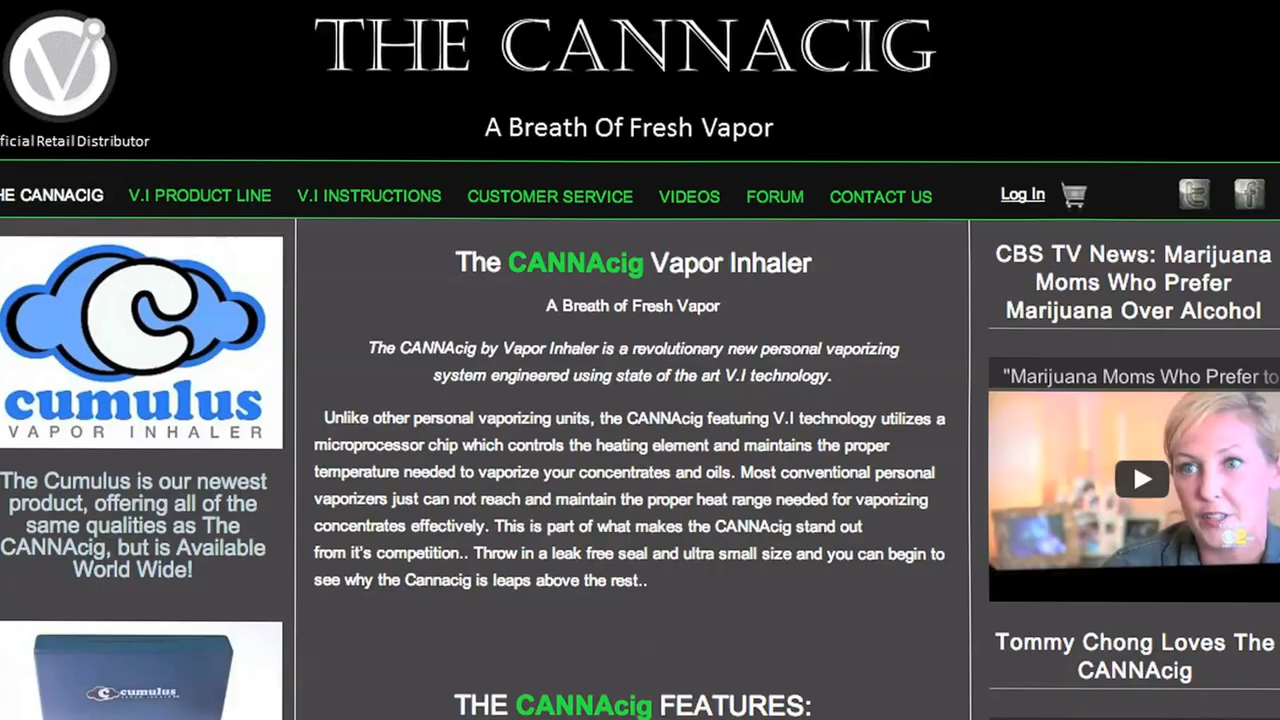 THE CANNACIG
A Breath Of Fresh Vapor
ficial Retail Distributor
HE CANNACIG V.I PRODUCT LINE V.I INSTRUCTIONS CUSTOMER SERVICE VIDEOS FORUM CONTACT US Log In
cumulus
VAPOR INHALER
The Cumulus is our newest
product, offering all of the
same qualities as The
CANNAcig, but is Available
World Wide!
cumulus
VAPOR INHALER
The CANNAcig Vapor Inhaler
A Breath of Fresh Vapor
The CANNAcig by Vapor Inhaler is a revolutionary new personal vaporizing
system engineered using state of the art V.I technology.
Unlike other personal vaporizing units, the CANNAcig featuring V.I technology utilizes a
microprocessor chip which controls the heating element and maintains the proper
temperature needed to vaporize your concentrates and oils. Most conventional personal
vaporizers just can not reach and maintain the proper heat range needed for vaporizing
concentrates effectively. This is part of what makes the CANNAcig stand out
from it's competition.. Throw in a leak free seal and ultra small size and you can begin to
see why the Cannacig is leaps above the rest..
THE CANNAcig FEATURES:
CBS TV News: Marijuana
Moms Who Prefer
Marijuana Over Alcohol
"Marijuana Moms Who Prefer to
Tommy Chong Loves The
CANNAcig